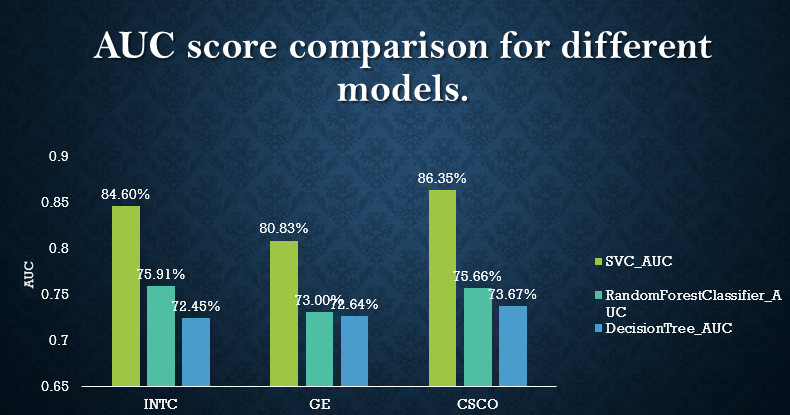 AUC score comparison for different
models.
0.9
0.85
0.8
0.75
0.7
0.65
AUC
84.60%
75.91%
72.45%
80.83%
73.00%
72.64%
86.35%
75.66%
73.67%
INTC
GE
CSCO
SVC_AUC
RandomForestClassifier_A
UC
DecisionTree_AUC